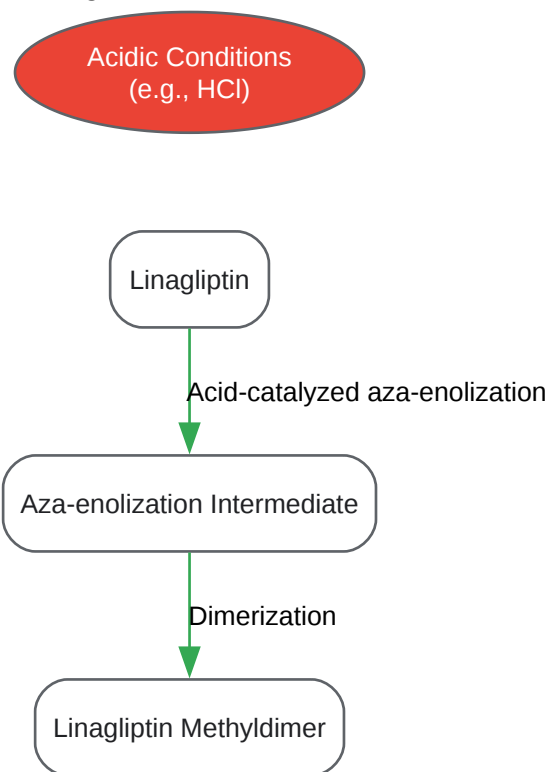 Acidic Conditions
(e.g., HCl)
Linagliptin
Acid-catalyzed aza-enolization
Aza-enolization Intermediate
Dimerization
Linagliptin Methyldimer